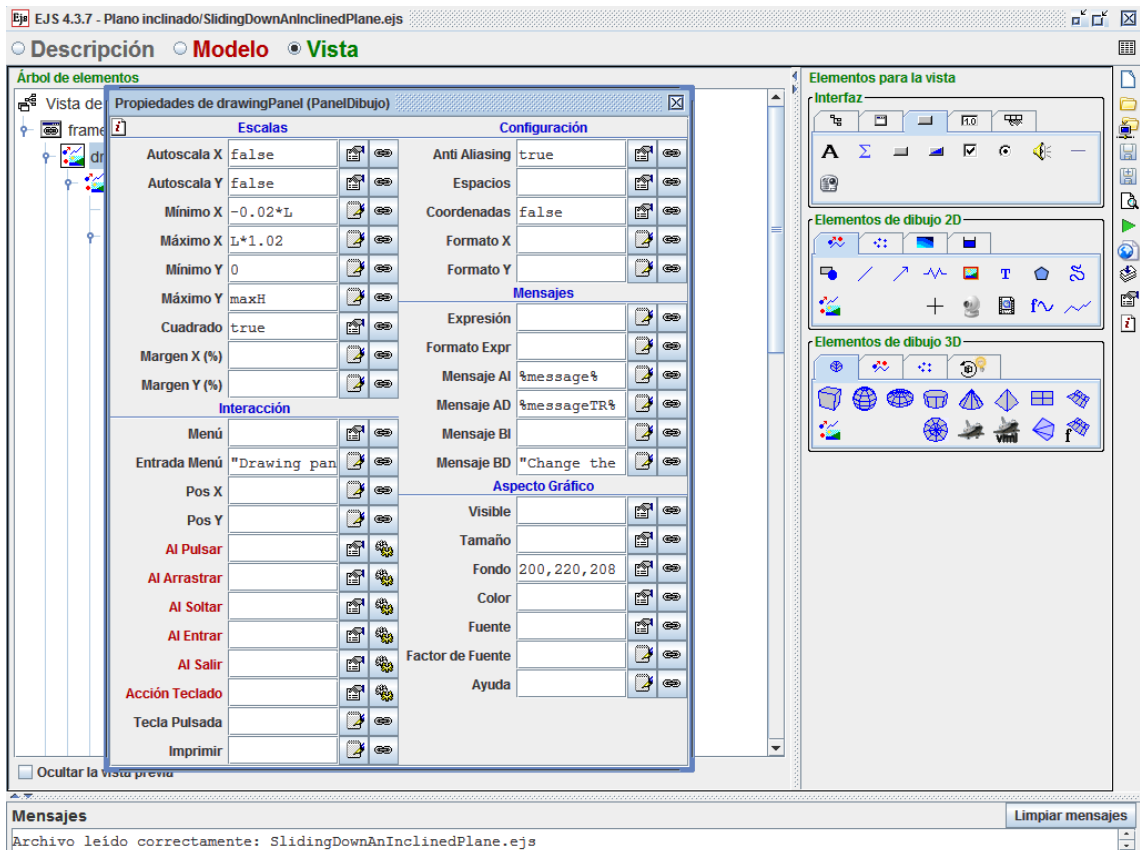 EJS 4.3.7 - Plano inclinado/SlidingDownAnInclinedPlane.ejs
Descripción Modelo Vista
Árbol de elementos
Vista de
frame
dr
Propiedades de drawingPanel (PanelDibujo)
Escalas
Autoscala X false
Autoscala Y false
Mínimo X -0.02*L
Máximo X L*1.02
Mínimo Y 0
Máximo Y maxH
Cuadrado true
Margen X (%)
Margen Y (%)
Interacción
Menú
Entrada Menú "Drawing pan
Pos X
Pos Y
Al Pulsar
Al Arrastrar
Al Soltar
Al Entrar
Al Salir
Acción Teclado
Tecla Pulsada
Imprimir
Configuración
Anti Aliasing true
Espacios
Coordenadas false
Formato X
Formato Y
Mensajes
Expresión
Formato Expr
Mensaje AI %message%
Mensaje AD %messageTR%
Mensaje BI
Mensaje BD "Change the
Aspecto Gráfico
Visible
Tamaño
Fondo 200,220,208
Color
Fuente
Factor de Fuente
Ayuda
Ocultar la vista previa
Elementos para la vista
Interfaz
Elementos de dibujo 2D
Elementos de dibujo 3D
Mensajes
Limpiar mensajes
Archivo leído correctamente: SlidingDownAnInclinedPlane.ejs